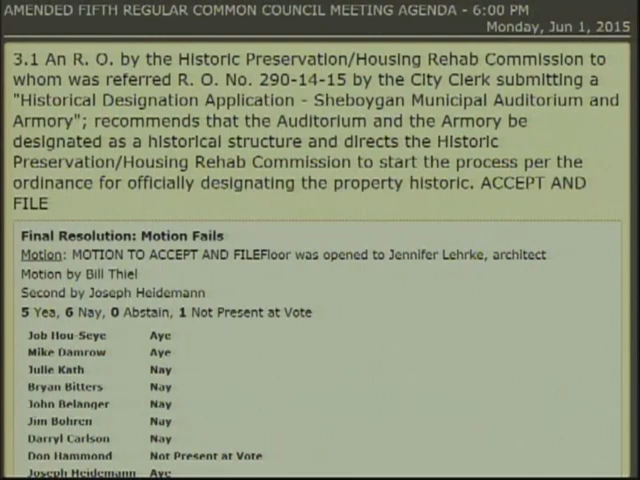 AMENDED FIFTH REGULAR COMMON COUNCIL MEETING AGENDA - 6:00 PM
Monday, Jun 1, 2015
3.1 An R. O. by the Historic Preservation/Housing Rehab Commission to
whom was referred R. O. No. 290-14-15 by the City Clerk submitting a
"Historical Designation Application - Sheboygan Municipal Auditorium and
Armory"; recommends that the Auditorium and the Armory be
designated as a historical structure and directs the Historic
Preservation/Housing Rehab Commission to start the process per the
ordinance for officially designating the property historic. ACCEPT AND
FILE
Final Resolution: Motion Fails
Motion: MOTION TO ACCEPT AND FILEFloor was opened to Jennifer Lehrke, architect
Motion by Bill Thiel
Second by Joseph Heidemann
5 Yea, 6 Nay, 0 Abstain, 1 Not Present at Vote
Job Hou-Seye Aye
Mike Damrow Aye
Julie Kath Nay
Bryan Bitters Nay
John Belanger Nay
Jim Bohren Nay
Darryl Carlson Nay
Don Hammond Not Present at Vote
Joseph Heidemann Aye